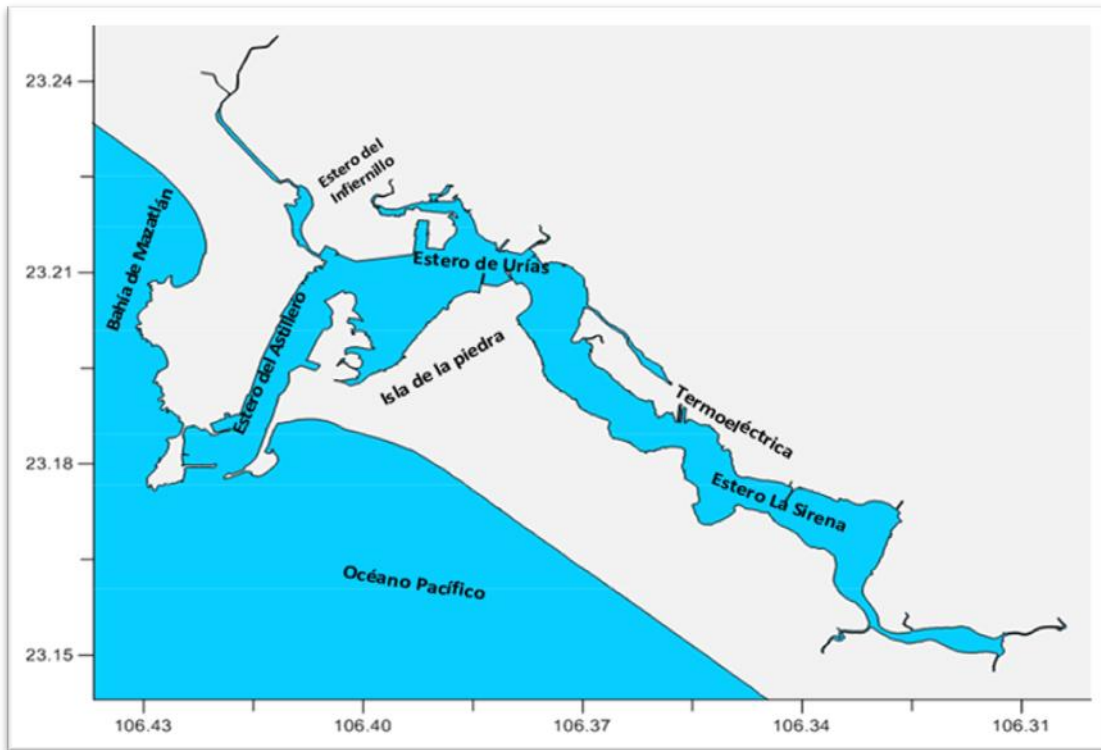 23.24
23.21
23.18
23.15
Bahía de Mazatlán
Estero del
Infiernillo
Estero de Urías
Estero del Astillero
Isla de la piedra
Termoeléctrica
Estero La Sirena
Océano Pacífico
106.43
106.40
106.37
106.34
106.31